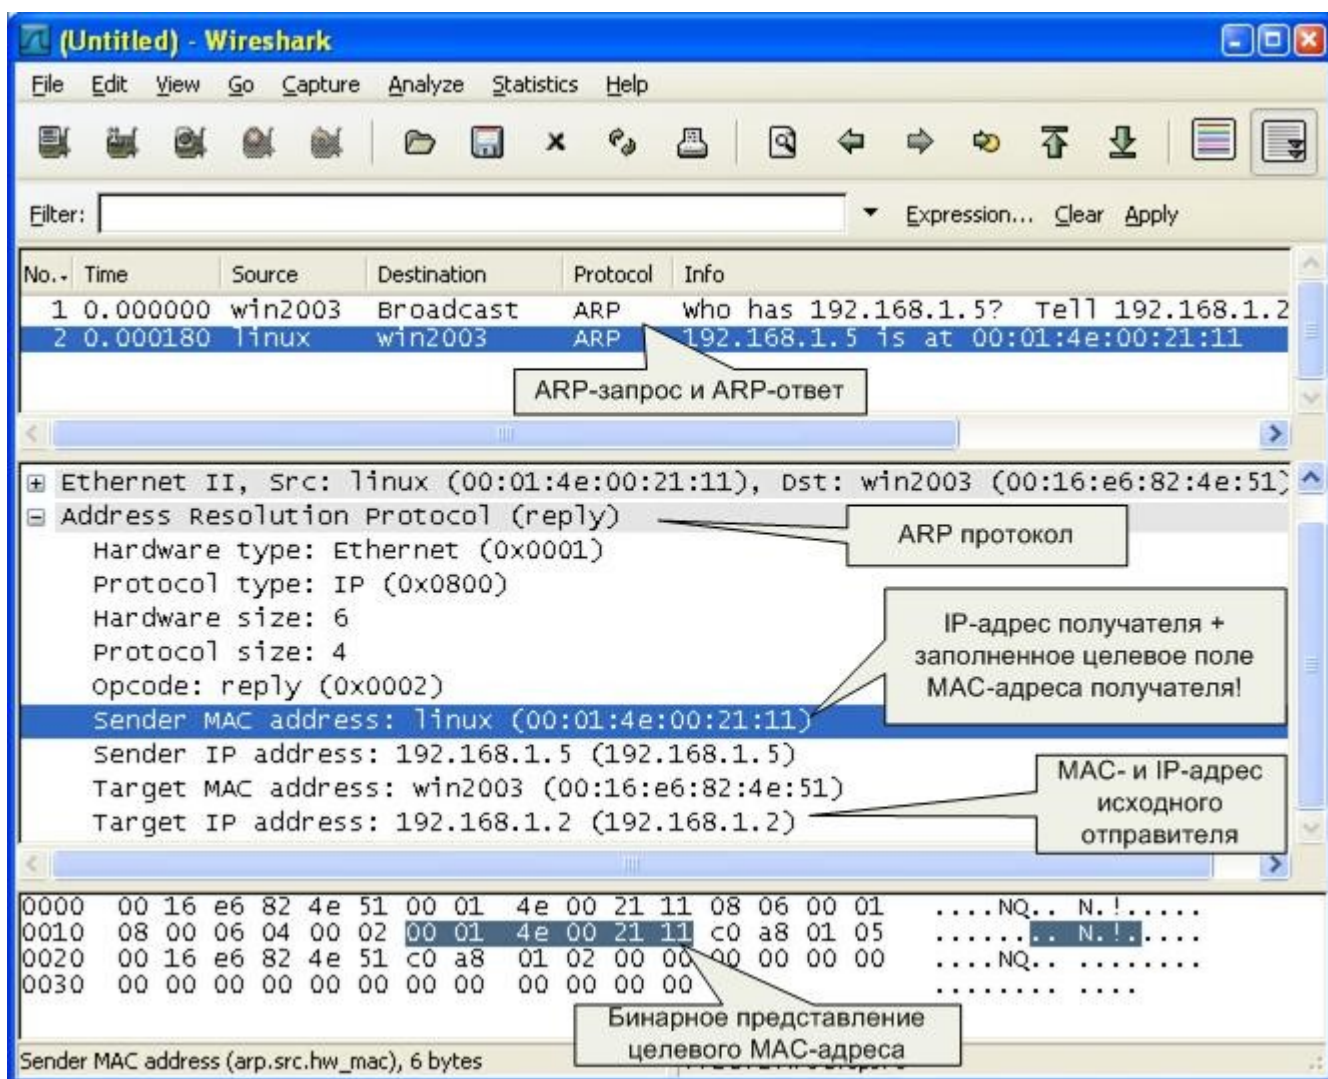 (Untitled) - Wireshark
File Edit View Go Capture Analyze Statistics Help
Filter: Expression... Clear Apply
No. Time Source Destination Protocol Info
1 0.000000 win2003 Broadcast ARP who has 192.168.1.5? Tell 192.168.1.2
2 0.000180 linux win2003 ARP 192.168.1.5 is at 00:01:4e:00:21:11
ARP-запрос и ARP-ответ
Ethernet II, Src: linux (00:01:4e:00:21:11), Dst: win2003 (00:16:e6:82:4e:51)
Address Resolution Protocol (reply)
ARP протокол
Hardware type: Ethernet (0x0001)
Protocol type: IP (0x0800)
Hardware size: 6
Protocol size: 4
Opcode: reply (0x0002)
IP-адрес получателя +
заполненное целевое поле
MAC-адреса получателя!
Sender MAC address: linux (00:01:4e:00:21:11)
Sender IP address: 192.168.1.5 (192.168.1.5)
Target MAC address: win2003 (00:16:e6:82:4e:51)
Target IP address: 192.168.1.2 (192.168.1.2)
MAC- и IP-адрес
исходного
отправителя
0000 00 16 e6 82 4e 51 00 01 4e 00 21 11 08 06 00 01 ....NQ.. N.!.....
0010 08 00 06 04 00 02 00 01 4e 00 21 11 c0 a8 01 05 ........ N.!.....
0020 00 16 e6 82 4e 51 c0 a8 01 02 00 00 00 00 00 00 ....NQ.. ........
0030 00 00 00 00 00 00 00 00 00 00 00 00 ........ ....
Бинарное представление
целевого MAC-адреса
Sender MAC address (arp.src.hw_mac), 6 bytes